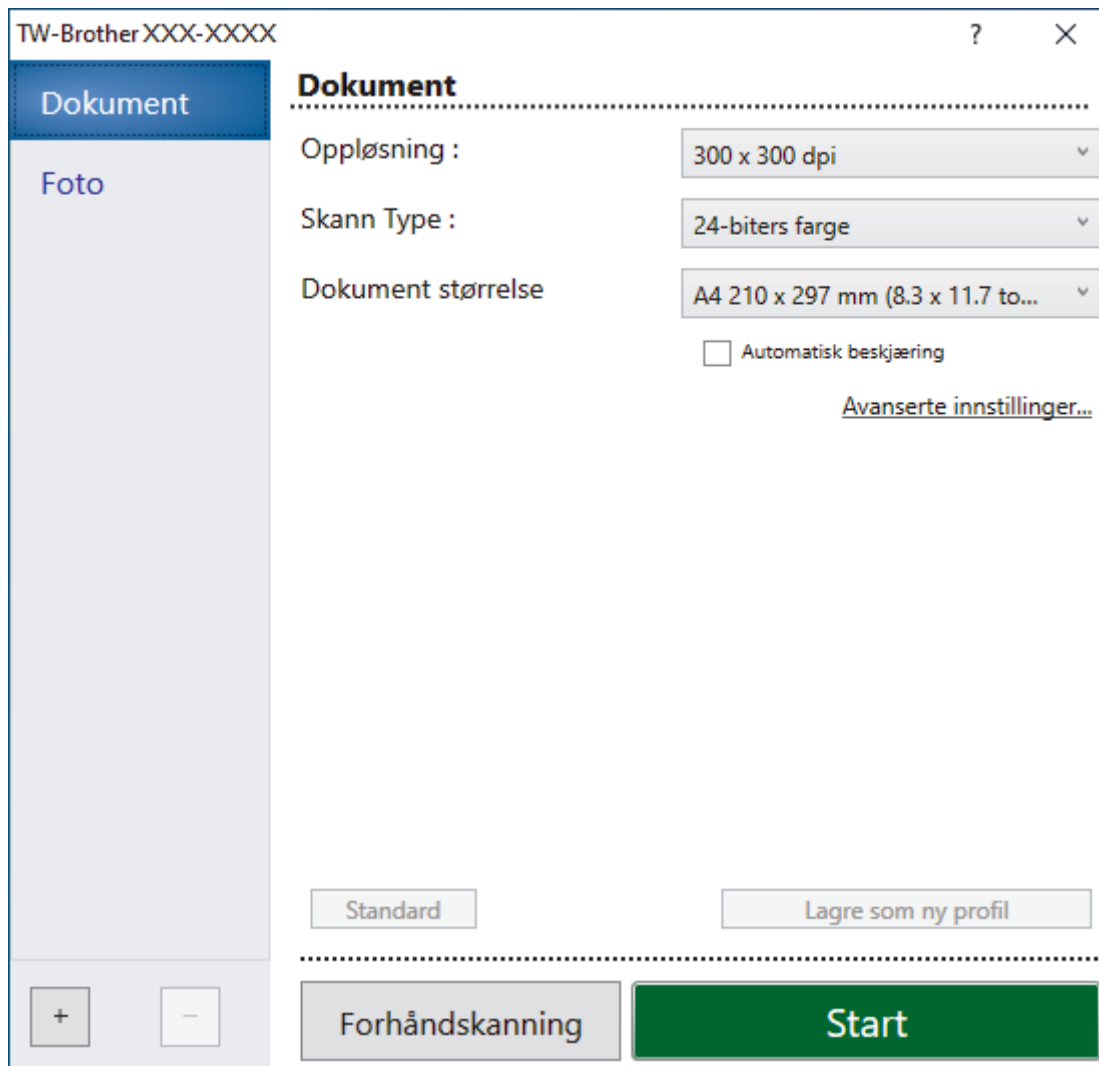 TW-Brother XXX-XXXX ? ×
Dokument
Foto
Dokument
Oppløsning : 300 x 300 dpi
Skann Type : 24-biters farge
Dokument størrelse A4 210 x 297 mm (8.3 x 11.7 to...
Automatisk beskjæring
Avanserte innstillinger...
Standard Lagre som ny profil
+ −
Forhåndskanning Start